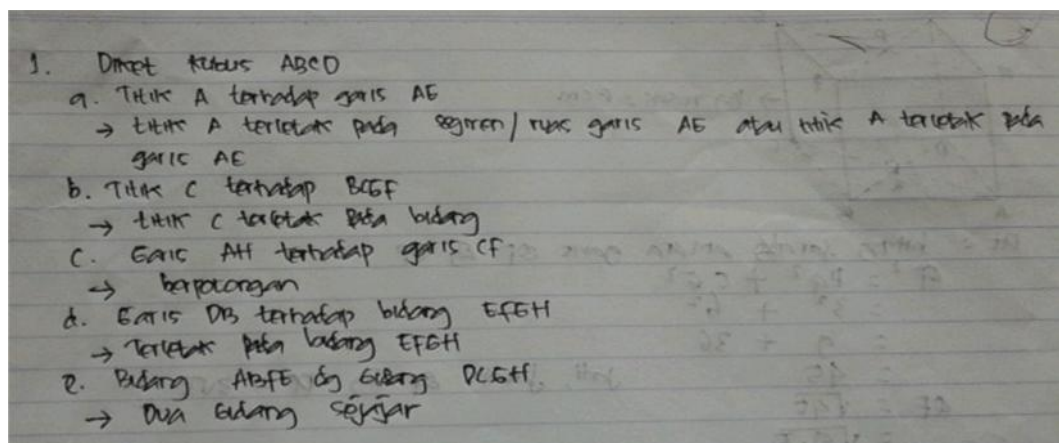 1. Diket kubus ABCD
a. Titik A terhadap garis AE
→ titik A terletak pada segmen / ruas garis AE atau titik A terletak pada
garis AE
b. Titik C terhadap BCGF
→ titik C terletak pada bidang
c. Garis AH terhadap garis CF
→ berpotongan
d. Garis DB terhadap bidang EFGH
→ Terletak pada bidang EFGH
e. Bidang ABFE dg bidang DCGH
→ Dua bidang sejajar